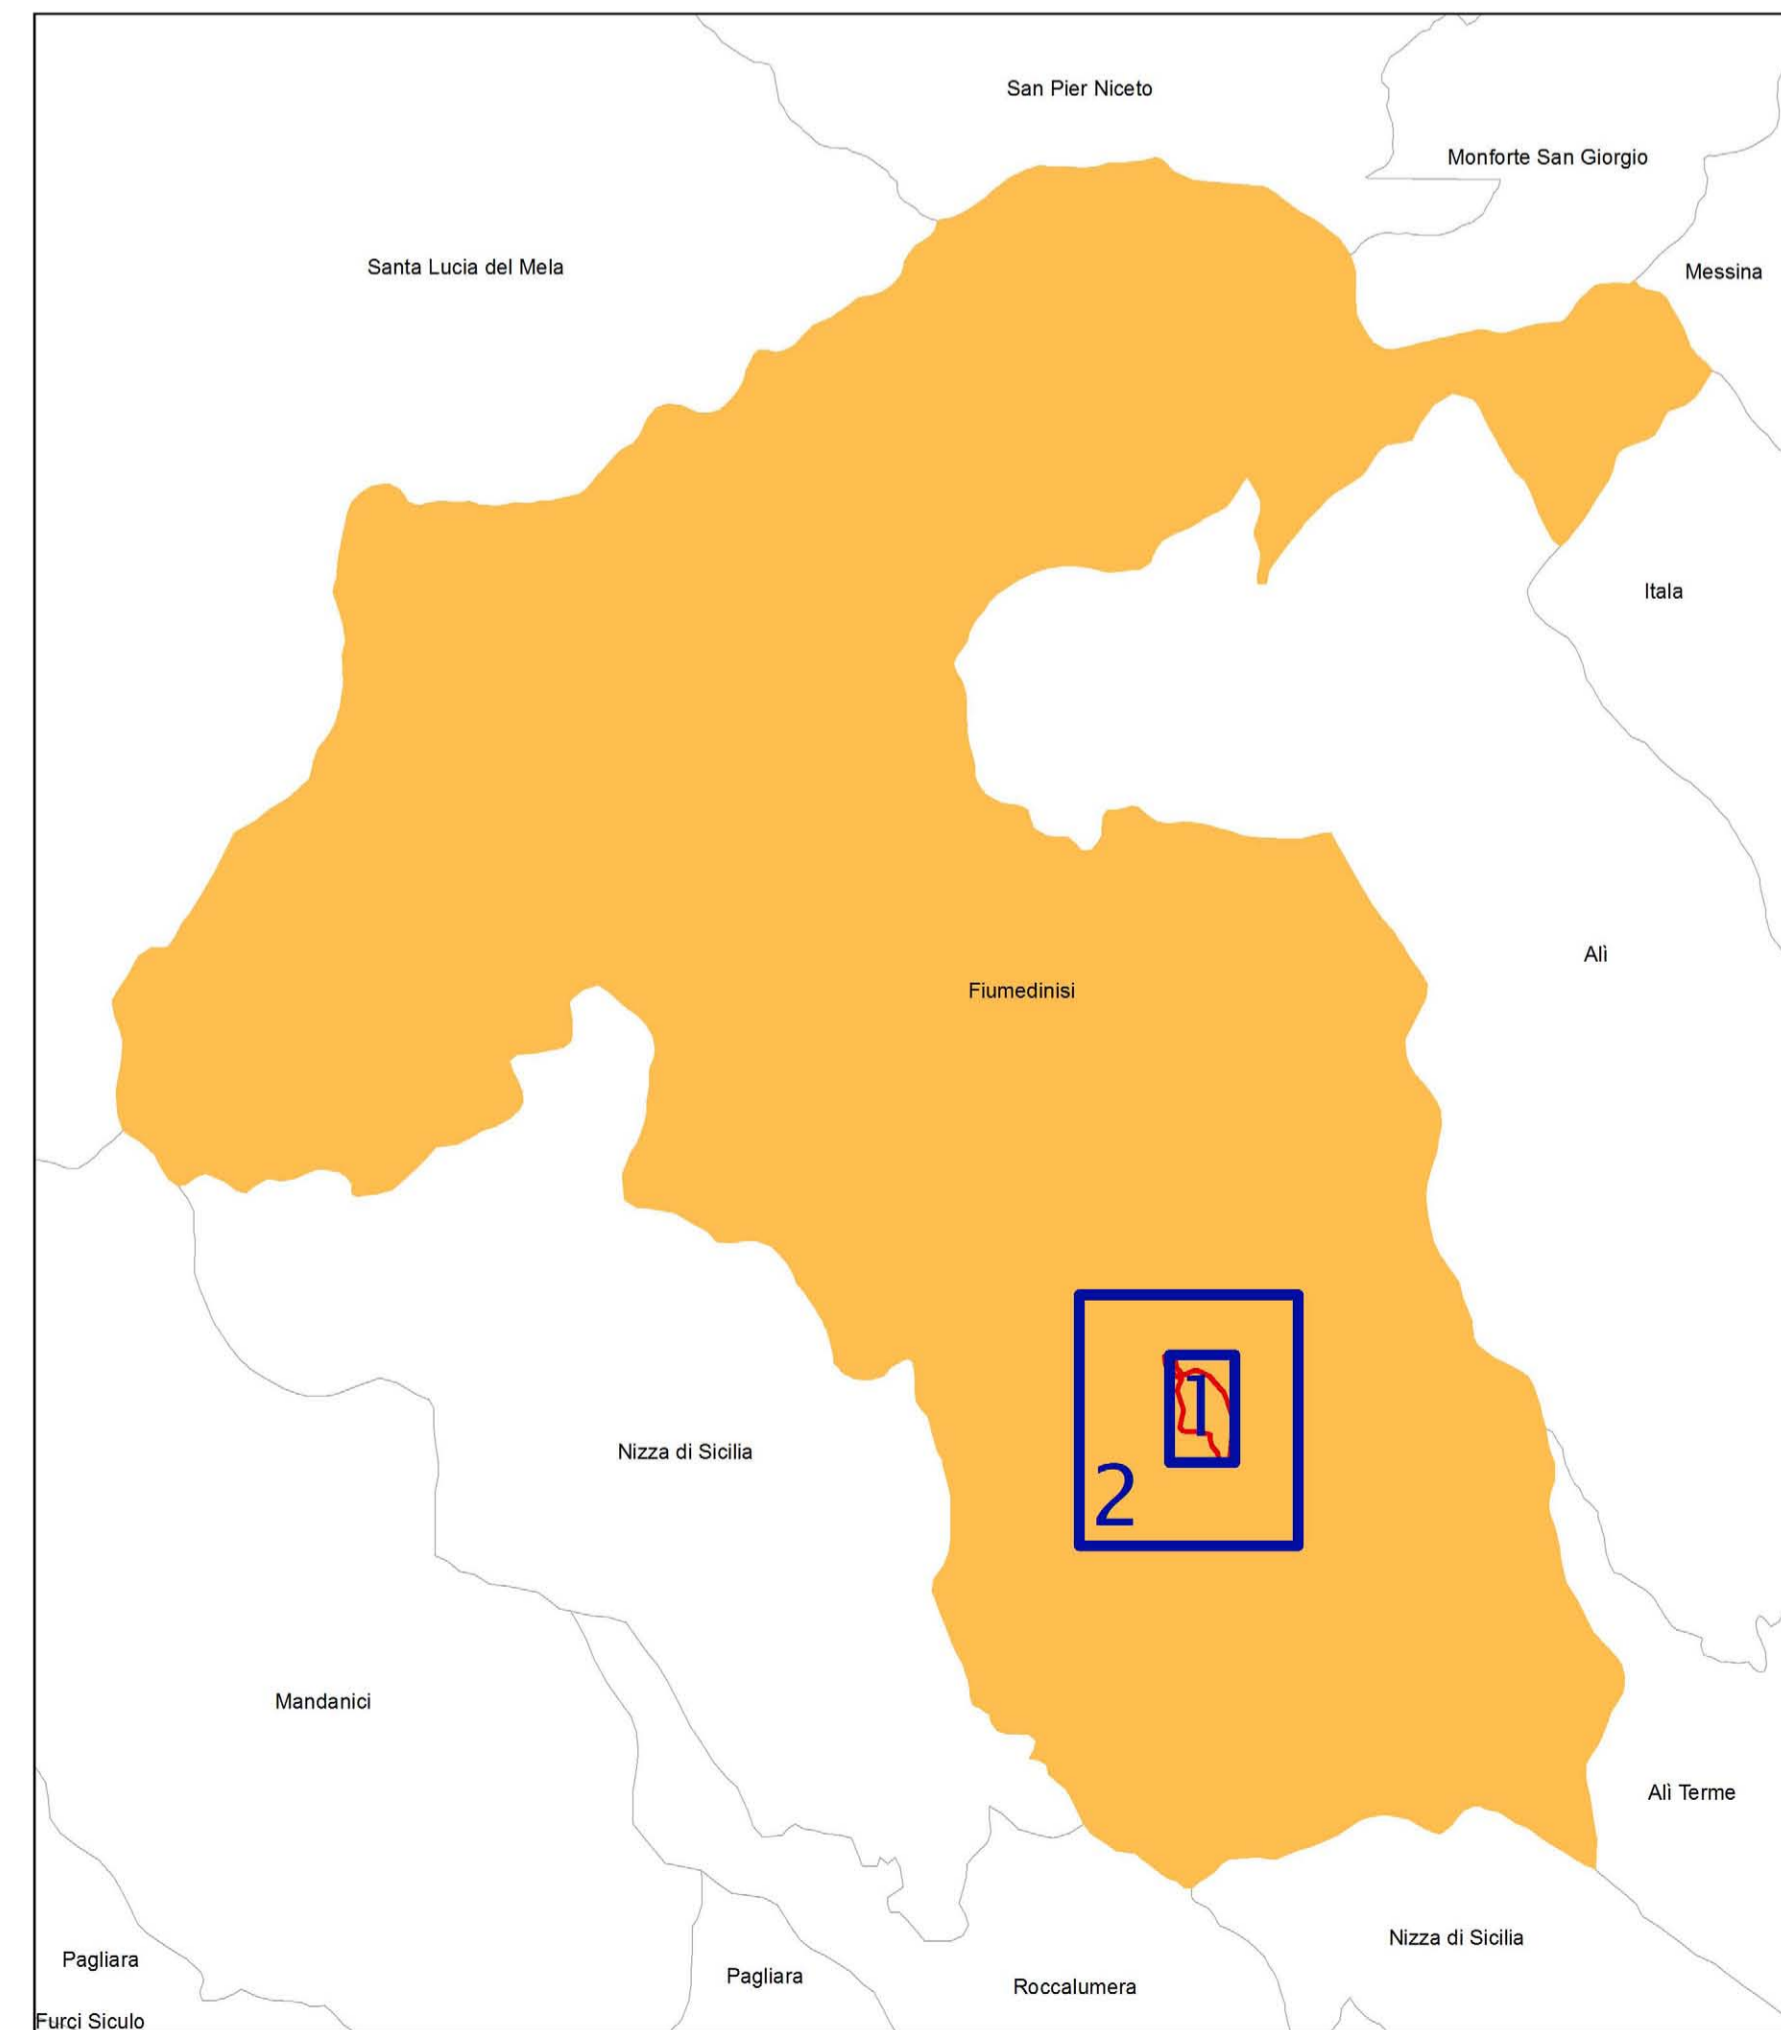 San Pier Niceto
Monforte San Giorgio
Santa Lucia del Mela
Messina
Itala
Alì
Fiumedinisi
1
Nizza di Sicilia
2
Mandanici
Alì Terme
Nizza di Sicilia
Pagliara
Pagliara
Roccalumera
Furci Siculo